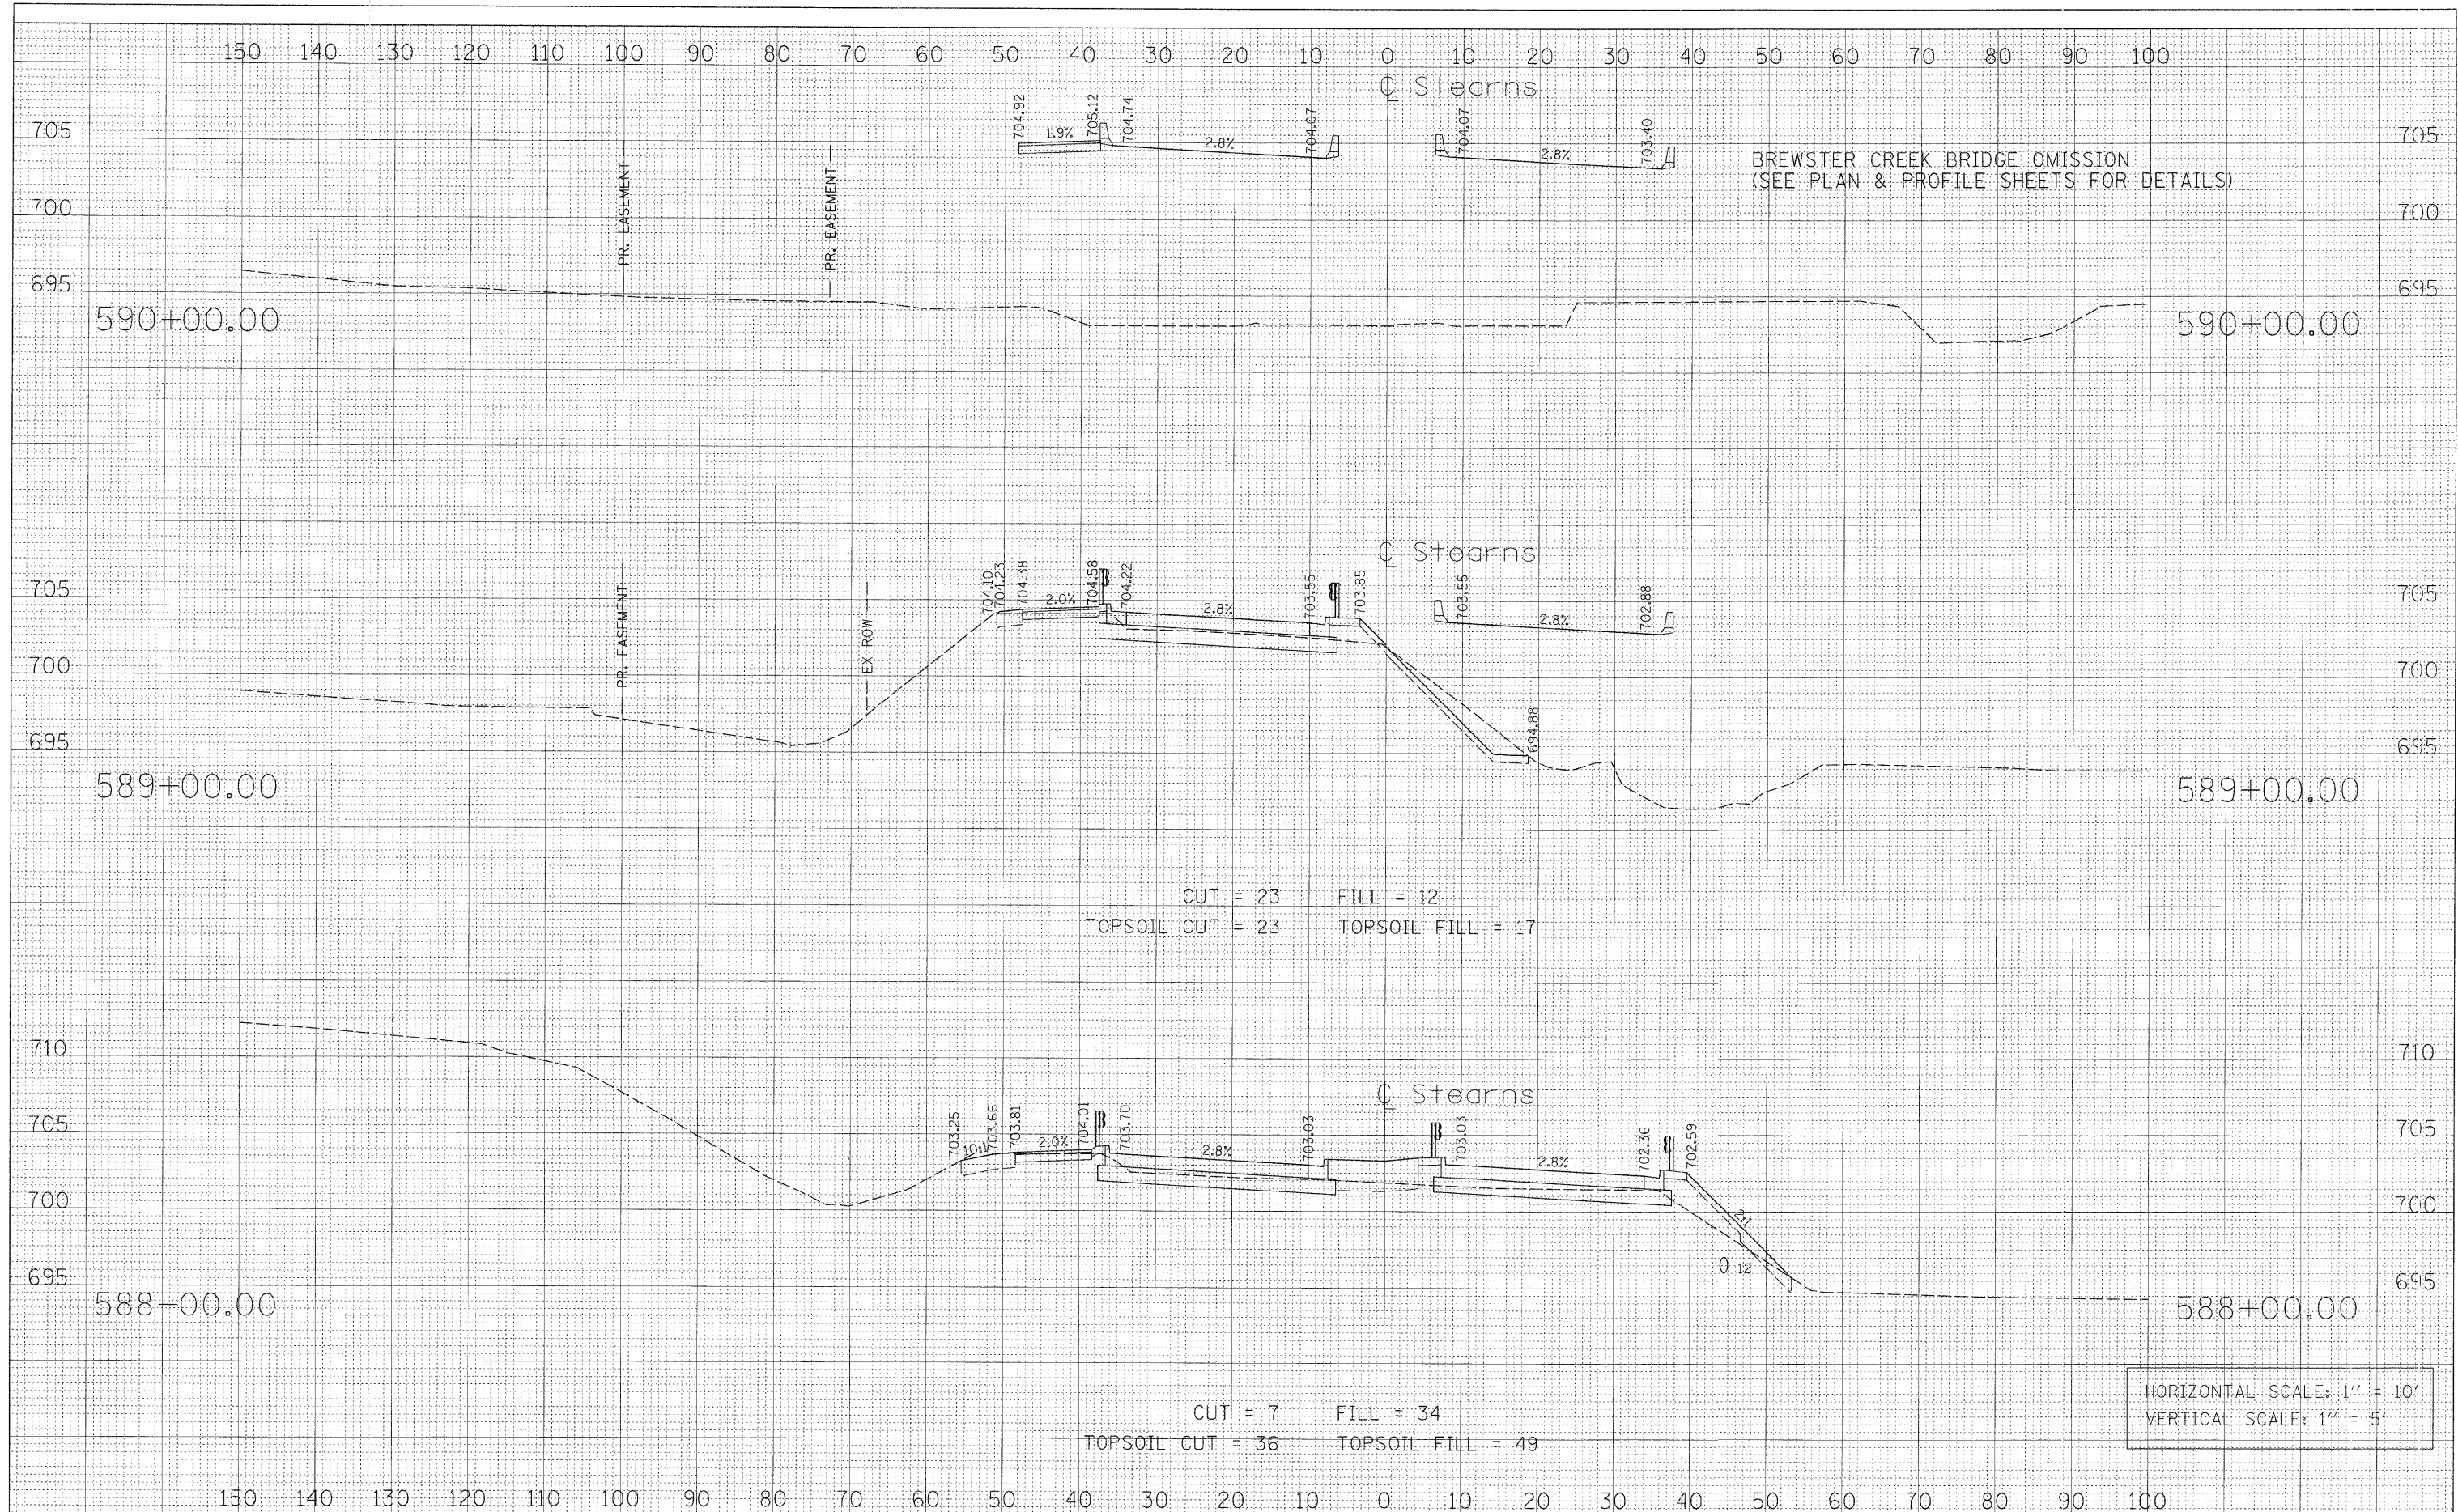 150 140 130 120 110 100 90 80 70 60 50 40 30 20 10 0 10 20 30 40 50 60 70 80 90 100
℄ Stearns
704.92 705.12 704.74 704.07 704.07 703.40
705 1.9% 2.8% 2.8% 705
BREWSTER CREEK BRIDGE OMISSION
(SEE PLAN & PROFILE SHEETS FOR DETAILS)
PR. EASEMENT PR. EASEMENT
700 700
695 695
590+00.00 590+00.00
℄ Stearns
704.10 704.23 704.38 704.58 704.22 703.55 703.85 703.55 702.88
705 2.0% 2.8% 2.8% 705
PR. EASEMENT EX ROW
700 700
694.88
695 695
589+00.00 589+00.00
CUT = 23 FILL = 12
TOPSOIL CUT = 23 TOPSOIL FILL = 17
710 710
℄ Stearns
703.25 703.66 703.81 704.01 703.70 703.03 703.03 702.36 702.59
705 10:1 2.0% 2.8% 2.8% 705
700 2:1 700
0 12
695 695
588+00.00 588+00.00
HORIZONTAL SCALE: 1" = 10'
VERTICAL SCALE: 1" = 5'
CUT = 7 FILL = 34
TOPSOIL CUT = 36 TOPSOIL FILL = 49
150 140 130 120 110 100 90 80 70 60 50 40 30 20 10 0 10 20 30 40 50 60 70 80 90 100